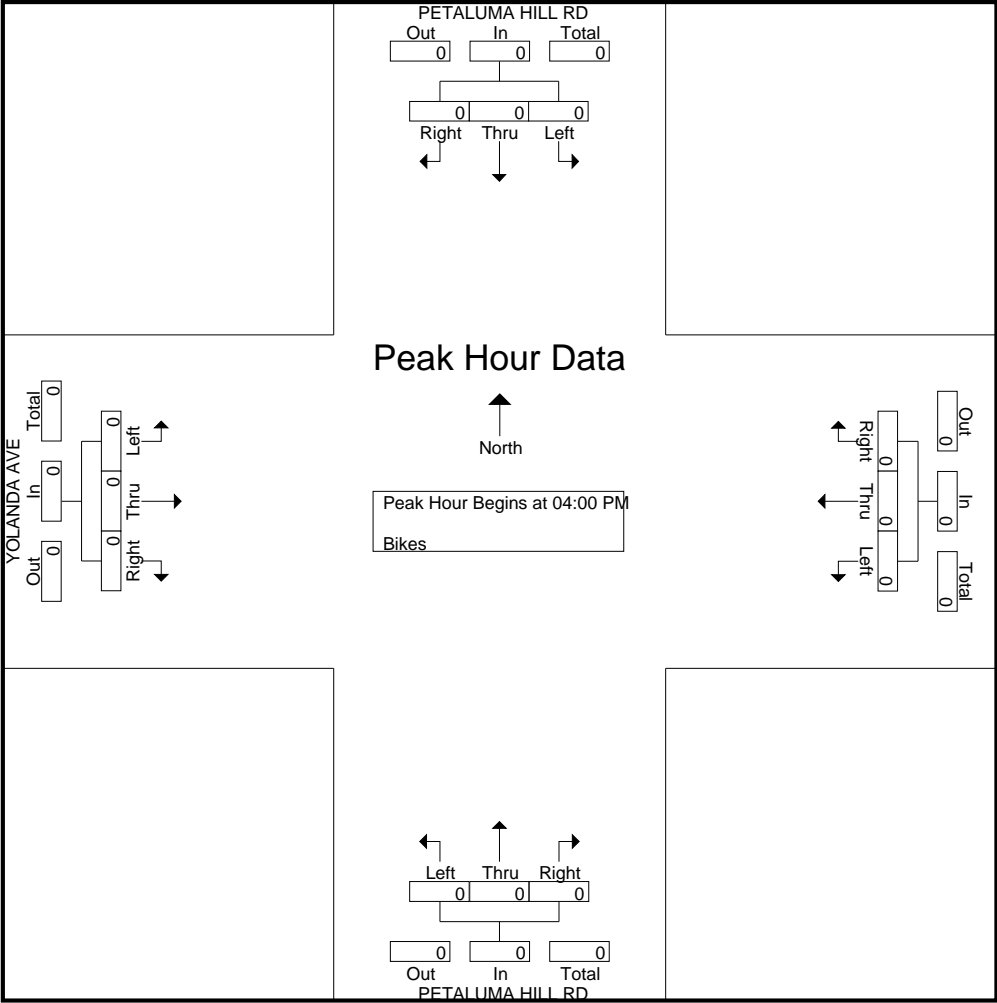 PETALUMA HILL RD
Out In Total
0 0 0
0 0 0
Right Thru Left
Peak Hour Data
North
Peak Hour Begins at 04:00 PM
Bikes
YOLANDA AVE
Out In Total
0 0 0
0 0 0
Right Thru Left
Out In Total
0 0 0
0 0 0
Right Thru Left
Left Thru Right
0 0 0
0 0 0
Out In Total
PETALUMA HILL RD